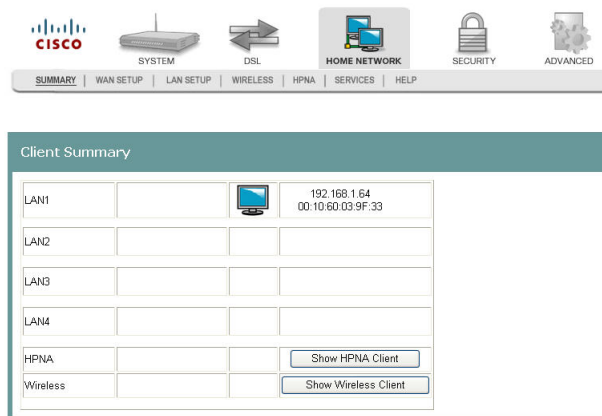 CISCO
SYSTEM DSL HOME NETWORK SECURITY ADVANCED
SUMMARY | WAN SETUP | LAN SETUP | WIRELESS | HPNA | SERVICES | HELP
Client Summary
LAN1 192.168.1.64
00:10:60:03:9F:33
LAN2
LAN3
LAN4
HPNA Show HPNA Client
Wireless Show Wireless Client